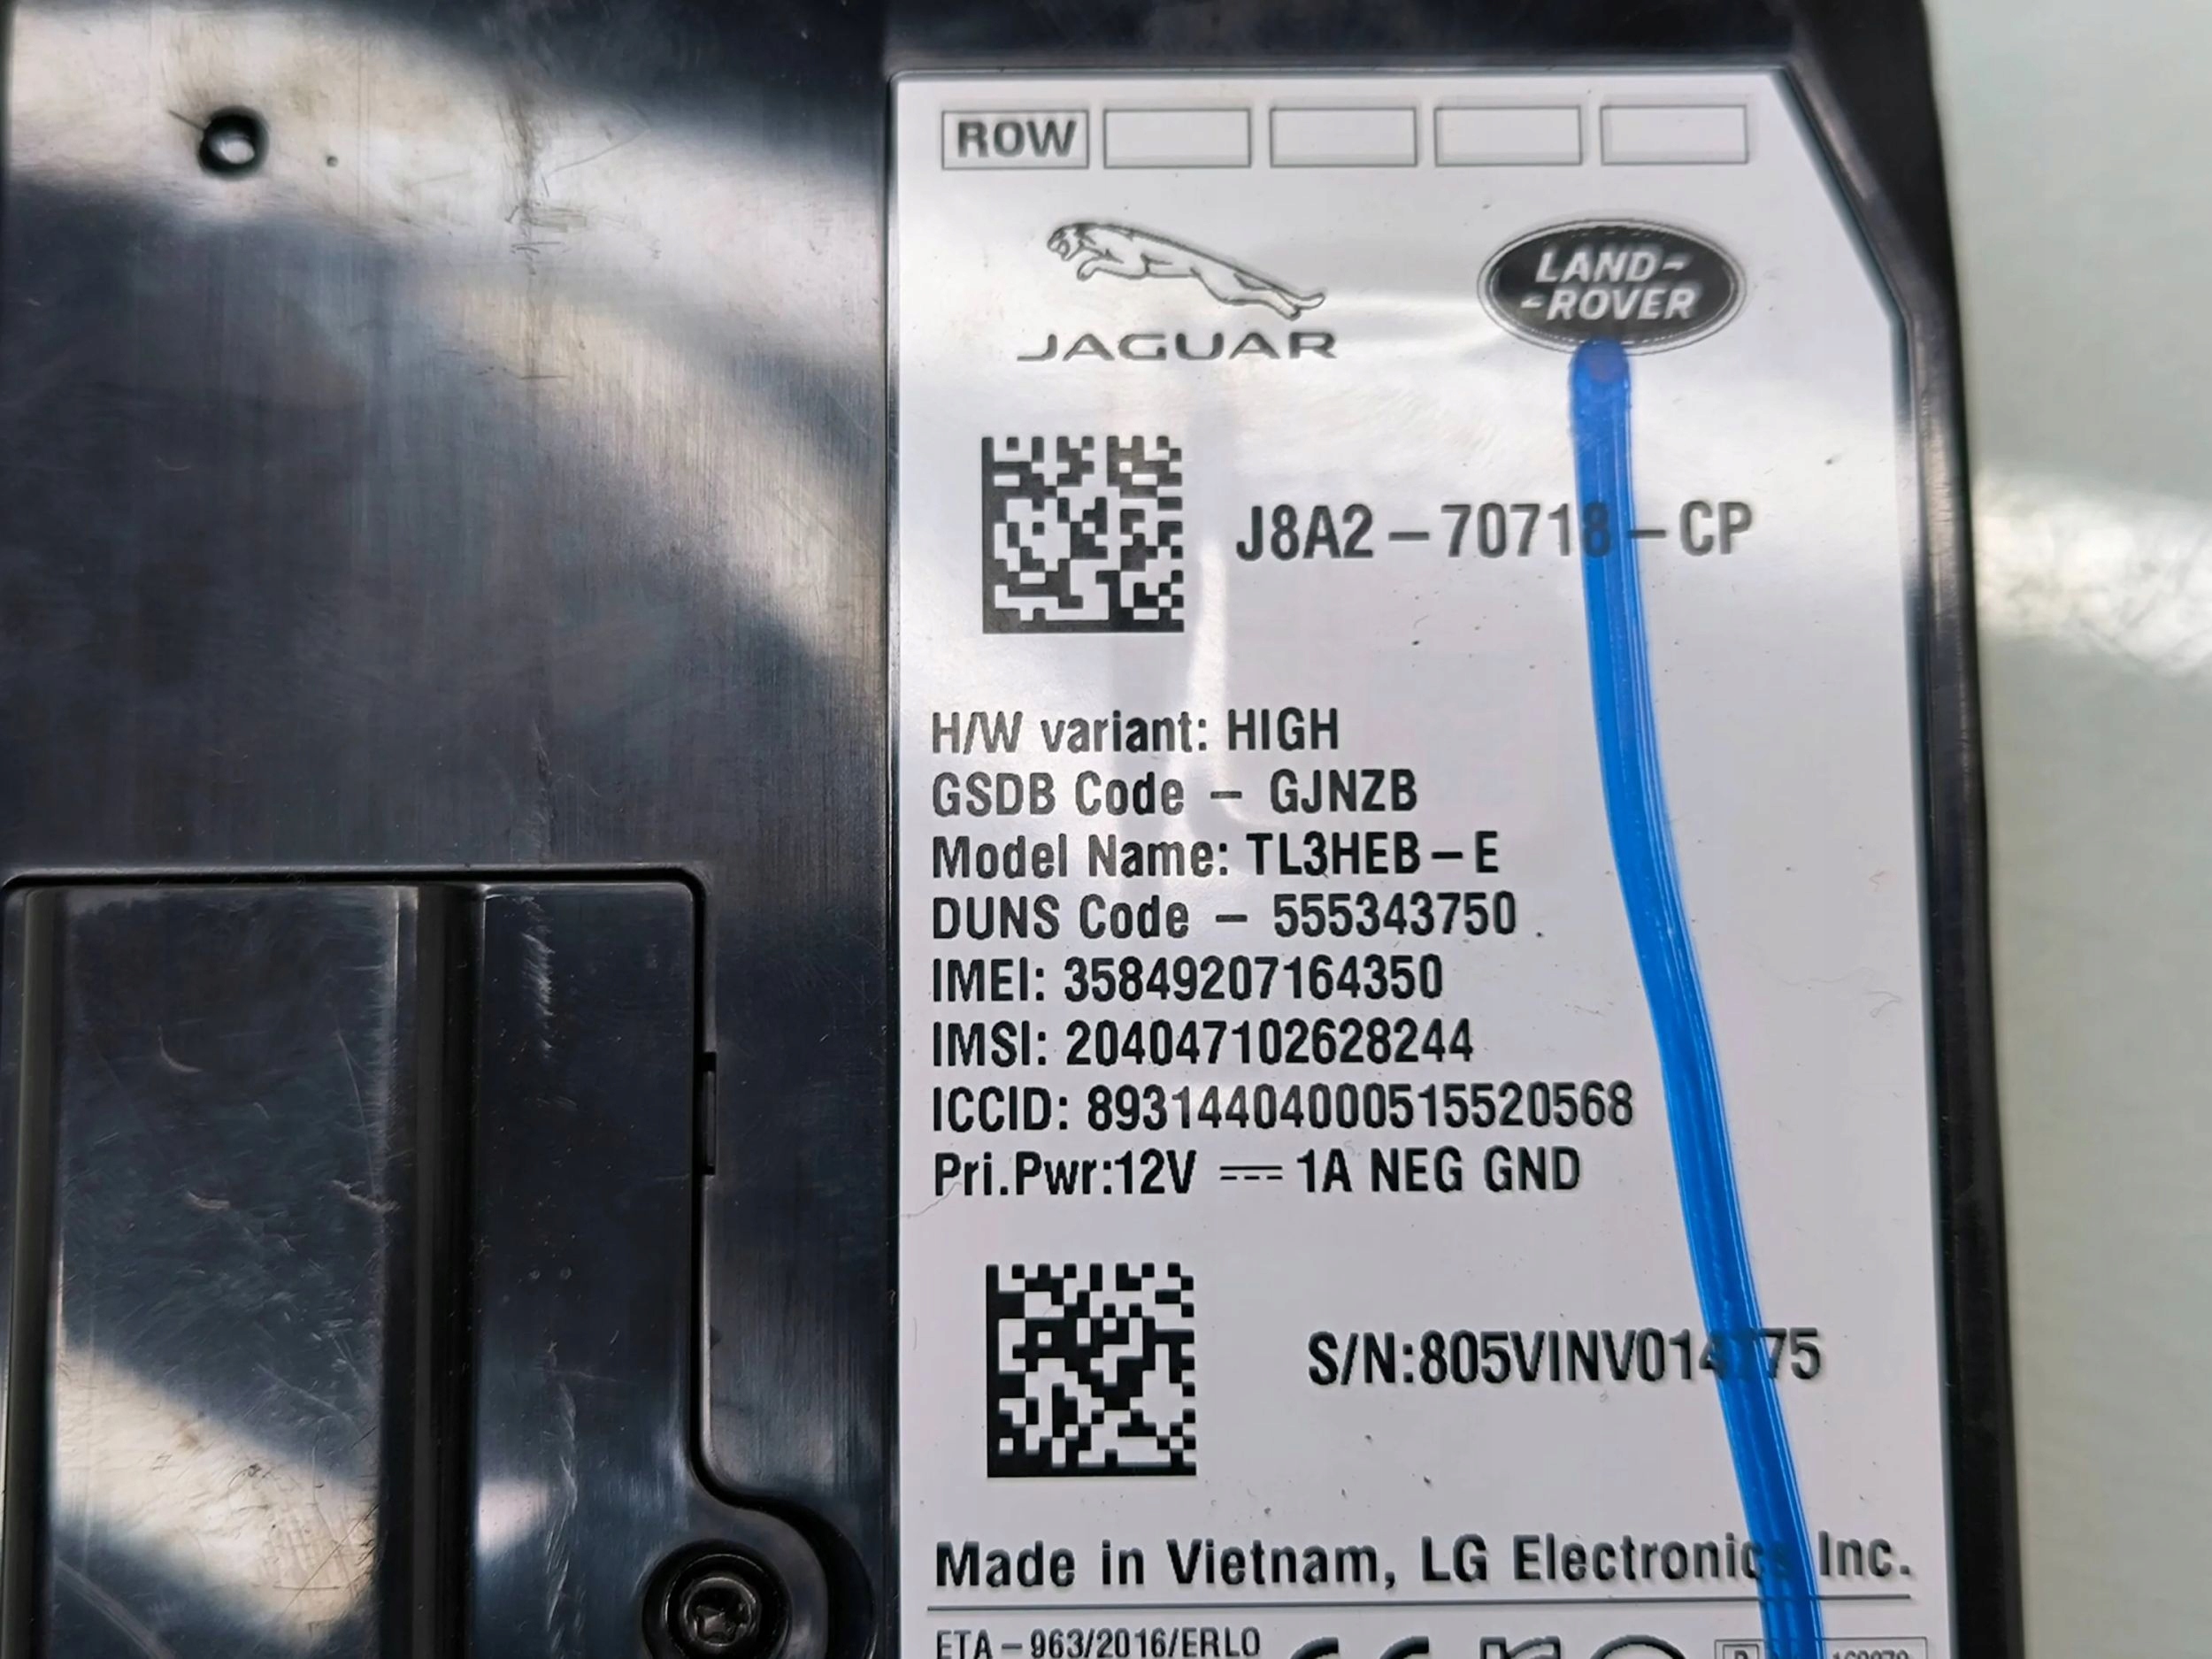 ROW
JAGUAR
LAND-
-ROVER
J8A2-70718-CP
H/W variant: HIGH
GSDB Code - GJNZB
Model Name: TL3HEB-E
DUNS Code - 555343750
IMEI: 35849207164350
IMSI: 204047102628244
ICCID: 89314404000515520568
Pri.Pwr:12V ⎓ 1A NEG GND
Made in Vietnam, LG Electronics Inc.
ETA-963/2016/ERLO